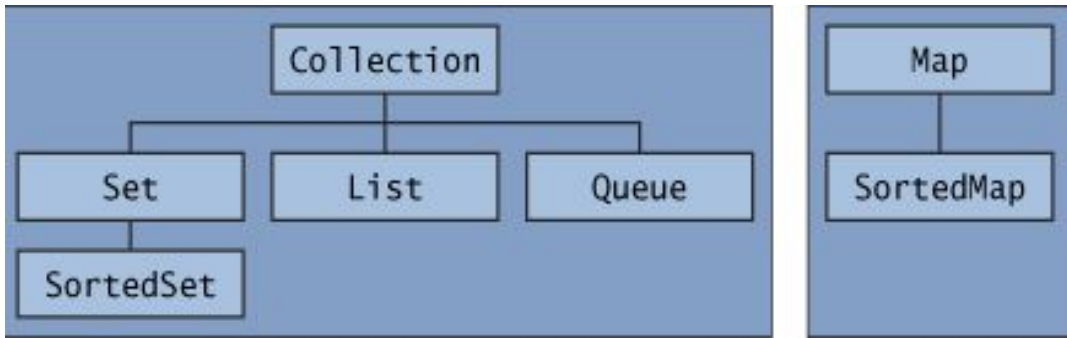 Collection
Map
Set
List
Queue
SortedMap
SortedSet